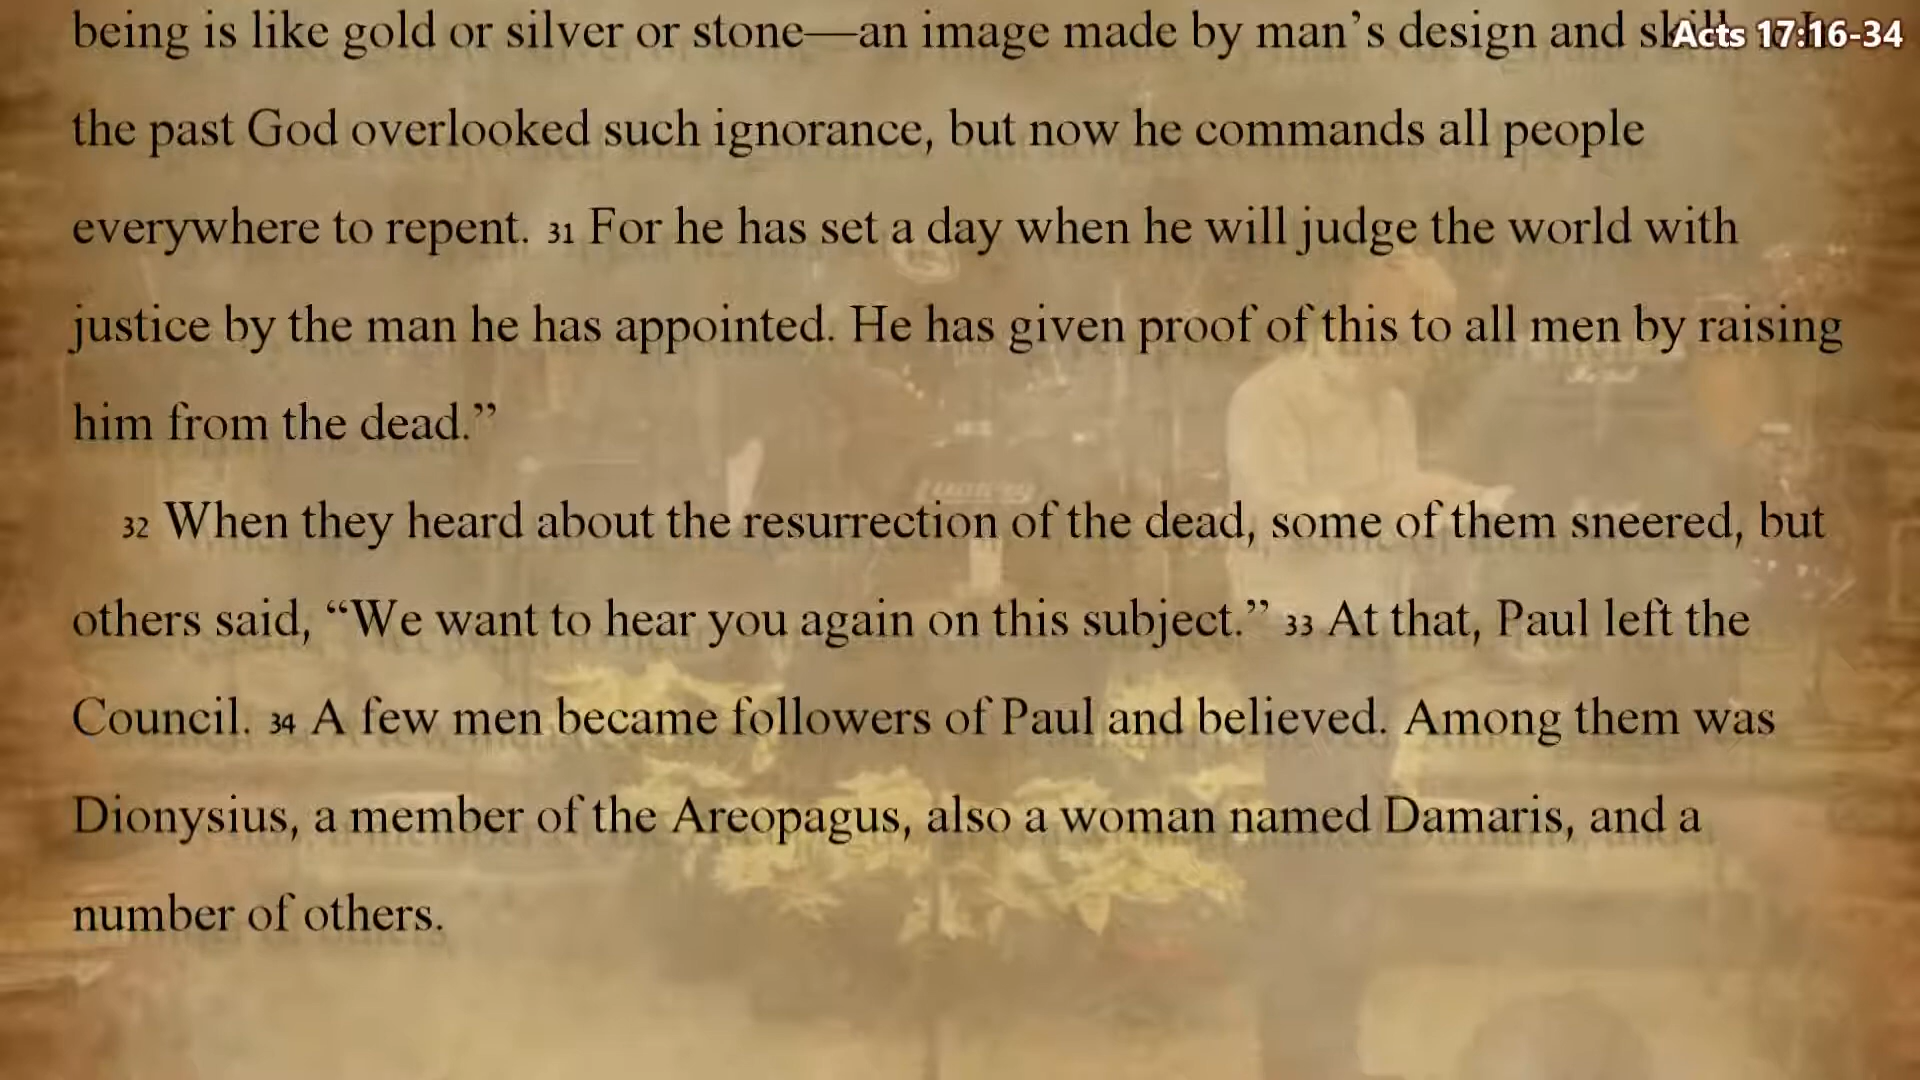 being is like gold or silver or stone—an image made by man’s design and
Acts 17:16-34
the past God overlooked such ignorance, but now he commands all people
everywhere to repent. 31 For he has set a day when he will judge the world with
justice by the man he has appointed. He has given proof of this to all men by raising
him from the dead.”
32 When they heard about the resurrection of the dead, some of them sneered, but
others said, “We want to hear you again on this subject.” 33 At that, Paul left the
Council. 34 A few men became followers of Paul and believed. Among them was
Dionysius, a member of the Areopagus, also a woman named Damaris, and a
number of others.